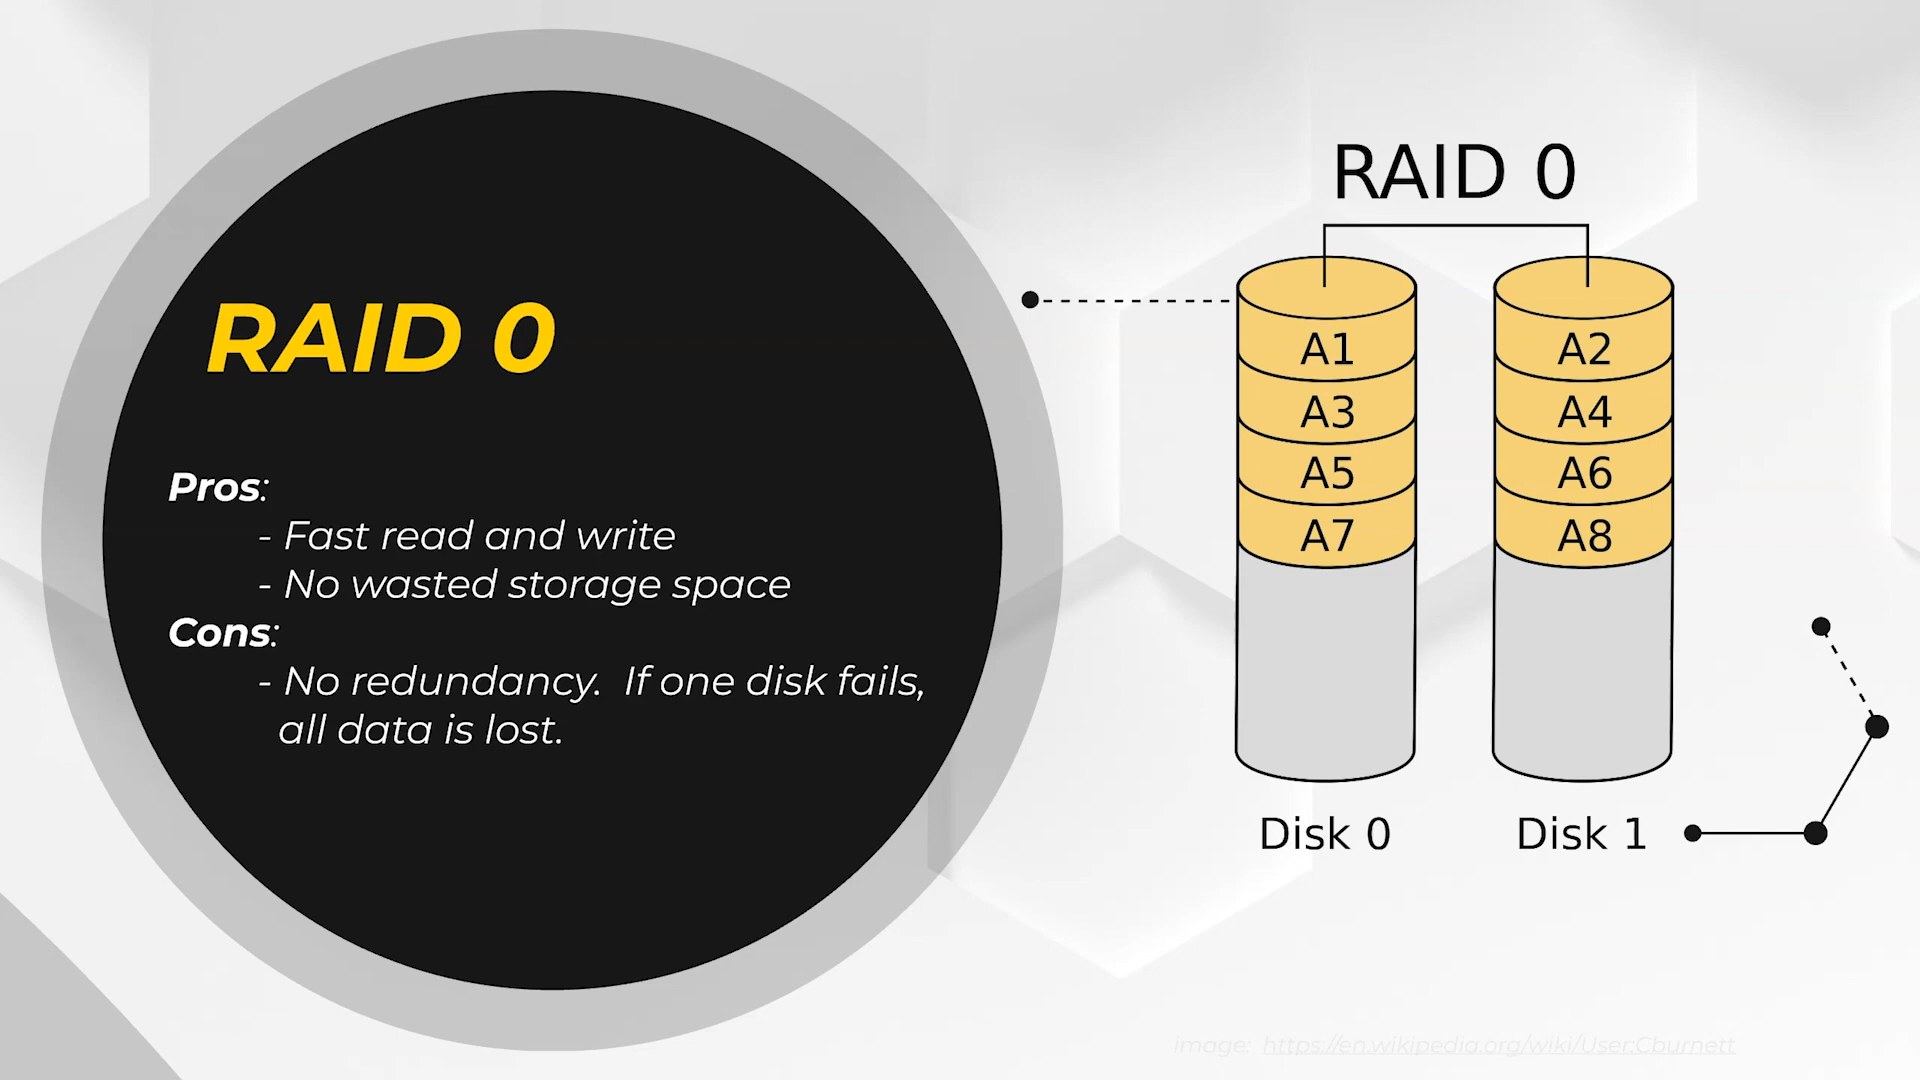 RAID 0
Pros:
- Fast read and write
- No wasted storage space
Cons:
- No redundancy.  If one disk fails,
all data is lost.
RAID 0
A1 A2
A3 A4
A5 A6
A7 A8
Disk 0 Disk 1
image:  https://en.wikipedia.org/wiki/User:Cburnett